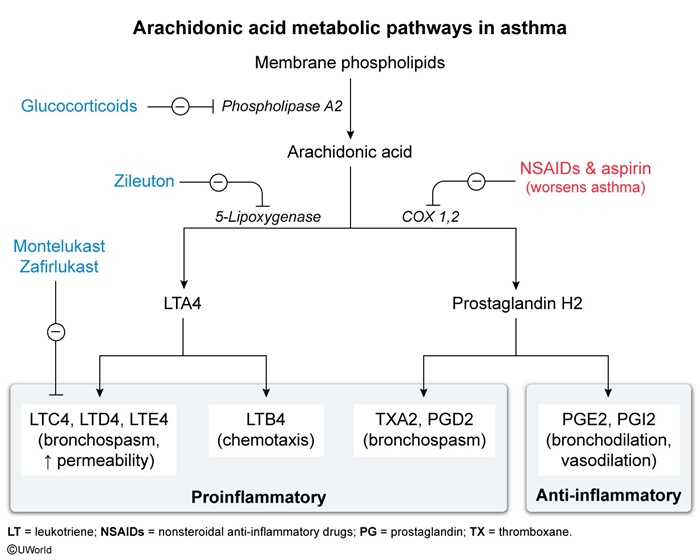 Arachidonic acid metabolic pathways in asthma
Membrane phospholipids
Glucocorticoids
Phospholipase A2
Arachidonic acid
Zileuton
NSAIDs & aspirin
(worsens asthma)
5-Lipoxygenase
COX 1,2
Montelukast
Zafirlukast
LTA4
Prostaglandin H2
LTC4, LTD4, LTE4
(bronchospasm,
↑ permeability)
LTB4
(chemotaxis)
TXA2, PGD2
(bronchospasm)
PGE2, PGI2
(bronchodilation,
vasodilation)
Proinflammatory
Anti-inflammatory
LT = leukotriene; NSAIDs = nonsteroidal anti-inflammatory drugs; PG = prostaglandin; TX = thromboxane.
©UWorld